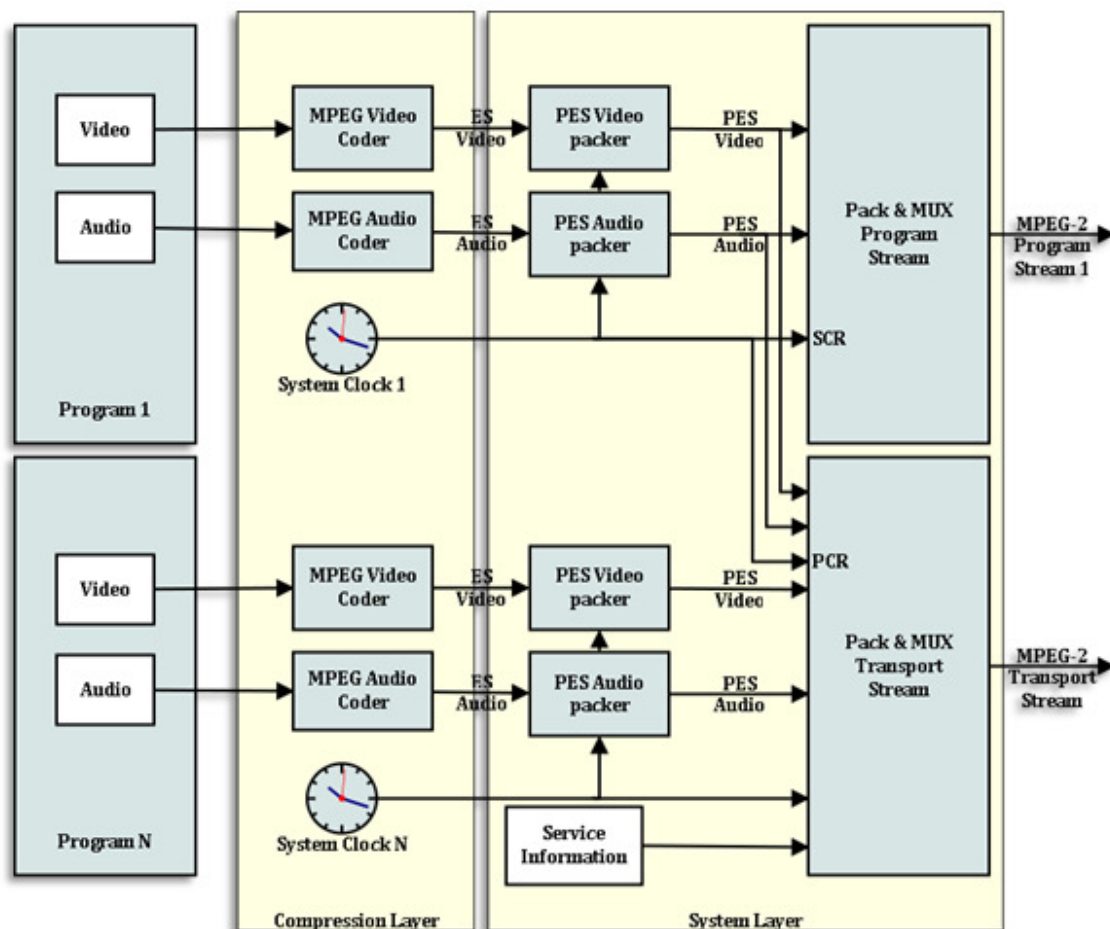 Video
Audio
Program 1
MPEG Video
Coder
MPEG Audio
Coder
System Clock 1
ES
Video
ES
Audio
PES Video
packer
PES Audio
packer
PES
Video
PES
Audio
Pack & MUX
Program
Stream
SCR
MPEG-2
Program
Stream 1
Video
Audio
Program N
MPEG Video
Coder
MPEG Audio
Coder
System Clock N
ES
Video
ES
Audio
PES Video
packer
PES Audio
packer
PES
Video
PES
Audio
Service
Information
PCR
Pack & MUX
Transport
Stream
MPEG-2
Transport
Stream
Compression Layer
System Layer